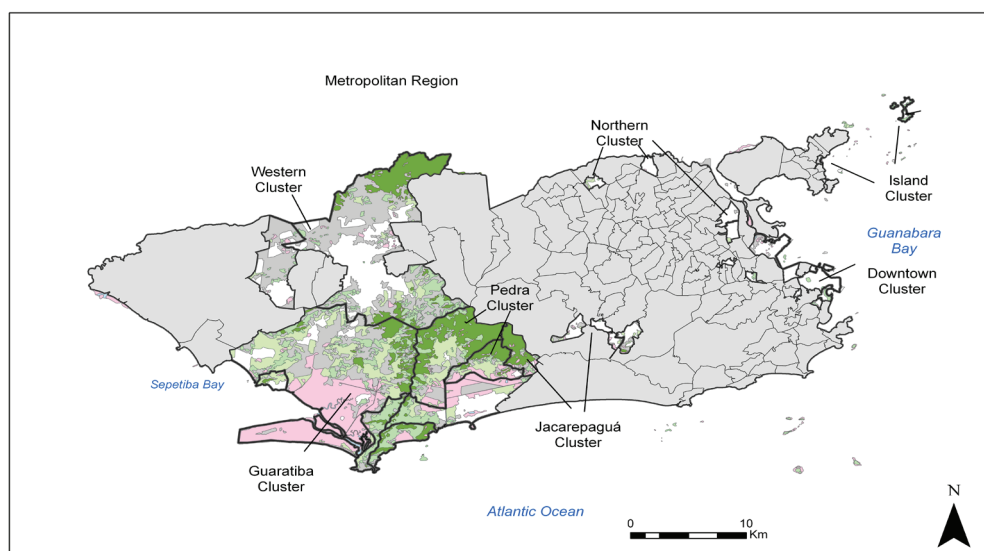 Metropolitan Region
Northern
Cluster
Western
Cluster
Island
Cluster
Guanabara
Bay
Downtown
Cluster
Pedra
Cluster
Sepetiba Bay
Jacarepaguá
Cluster
Guaratiba
Cluster
Atlantic Ocean
N
0 10
Km